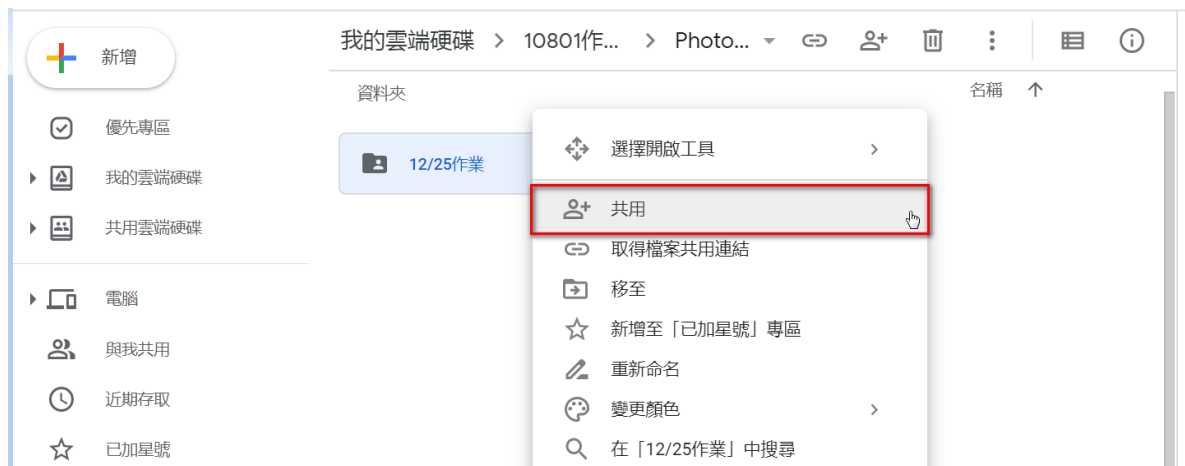 新增
優先專區
我的雲端硬碟
共用雲端硬碟
電腦
與我共用
近期存取
已加星號
我的雲端硬碟 > 10801作... > Photo...
資料夾
名稱
12/25作業
選擇開啟工具
共用
取得檔案共用連結
移至
新增至「已加星號」專區
重新命名
變更顏色
在「12/25作業」中搜尋